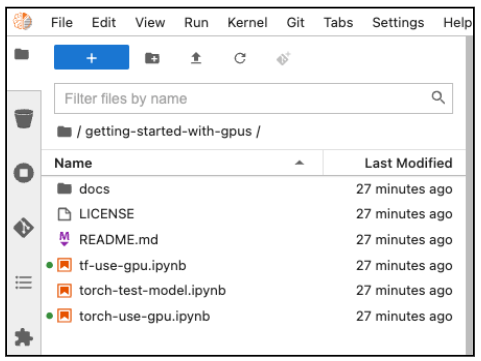 File Edit View Run Kernel Git Tabs Settings Help
+
Filter files by name
/ getting-started-with-gpus /
Name Last Modified
docs 27 minutes ago
LICENSE 27 minutes ago
README.md 27 minutes ago
tf-use-gpu.ipynb 27 minutes ago
torch-test-model.ipynb 27 minutes ago
torch-use-gpu.ipynb 27 minutes ago